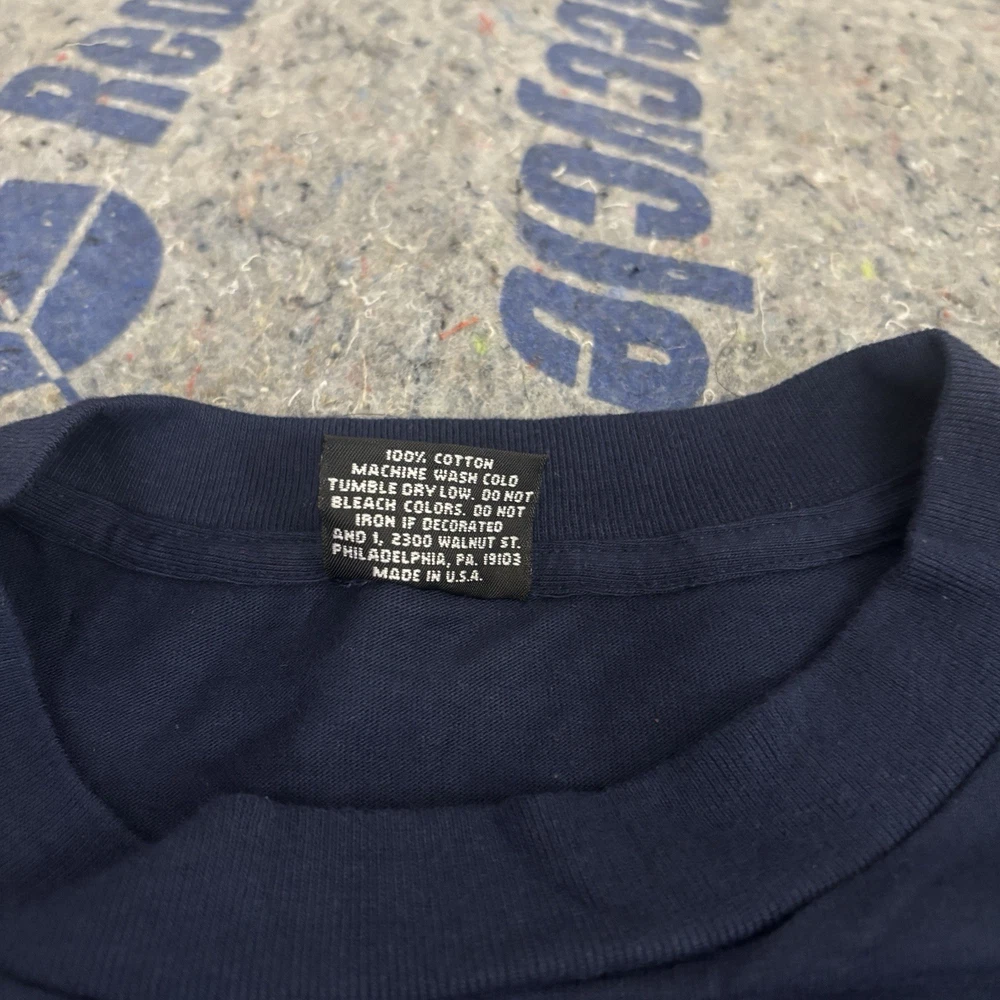 Recycle
100% COTTON
MACHINE WASH COLD
TUMBLE DRY LOW. DO NOT
BLEACH COLORS. DO NOT
IRON IF DECORATED
AND 1, 2300 WALNUT ST.
PHILADELPHIA, PA. 19103
MADE IN U.S.A.